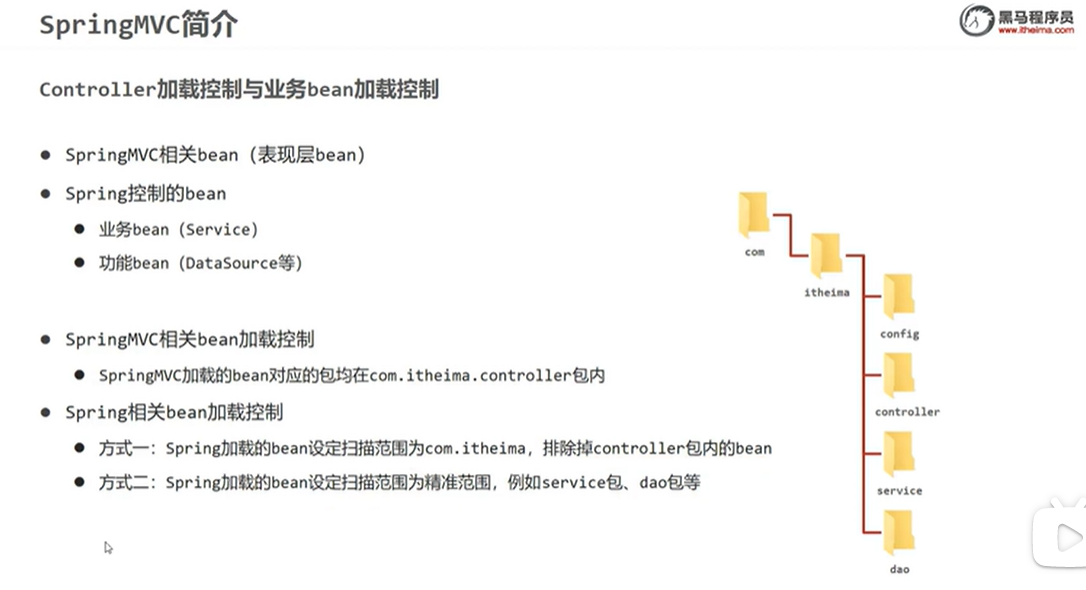 SpringMVC简介
黑马程序员
www.itheima.com
Controller加载控制与业务bean加载控制
SpringMVC相关bean（表现层bean）
Spring控制的bean
业务bean（Service）
功能bean（DataSource等）
SpringMVC相关bean加载控制
SpringMVC加载的bean对应的包均在com.itheima.controller包内
Spring相关bean加载控制
方式一：Spring加载的bean设定扫描范围为com.itheima，排除掉controller包内的bean
方式二：Spring加载的bean设定扫描范围为精准范围，例如service包、dao包等
com
itheima
config
controller
service
dao